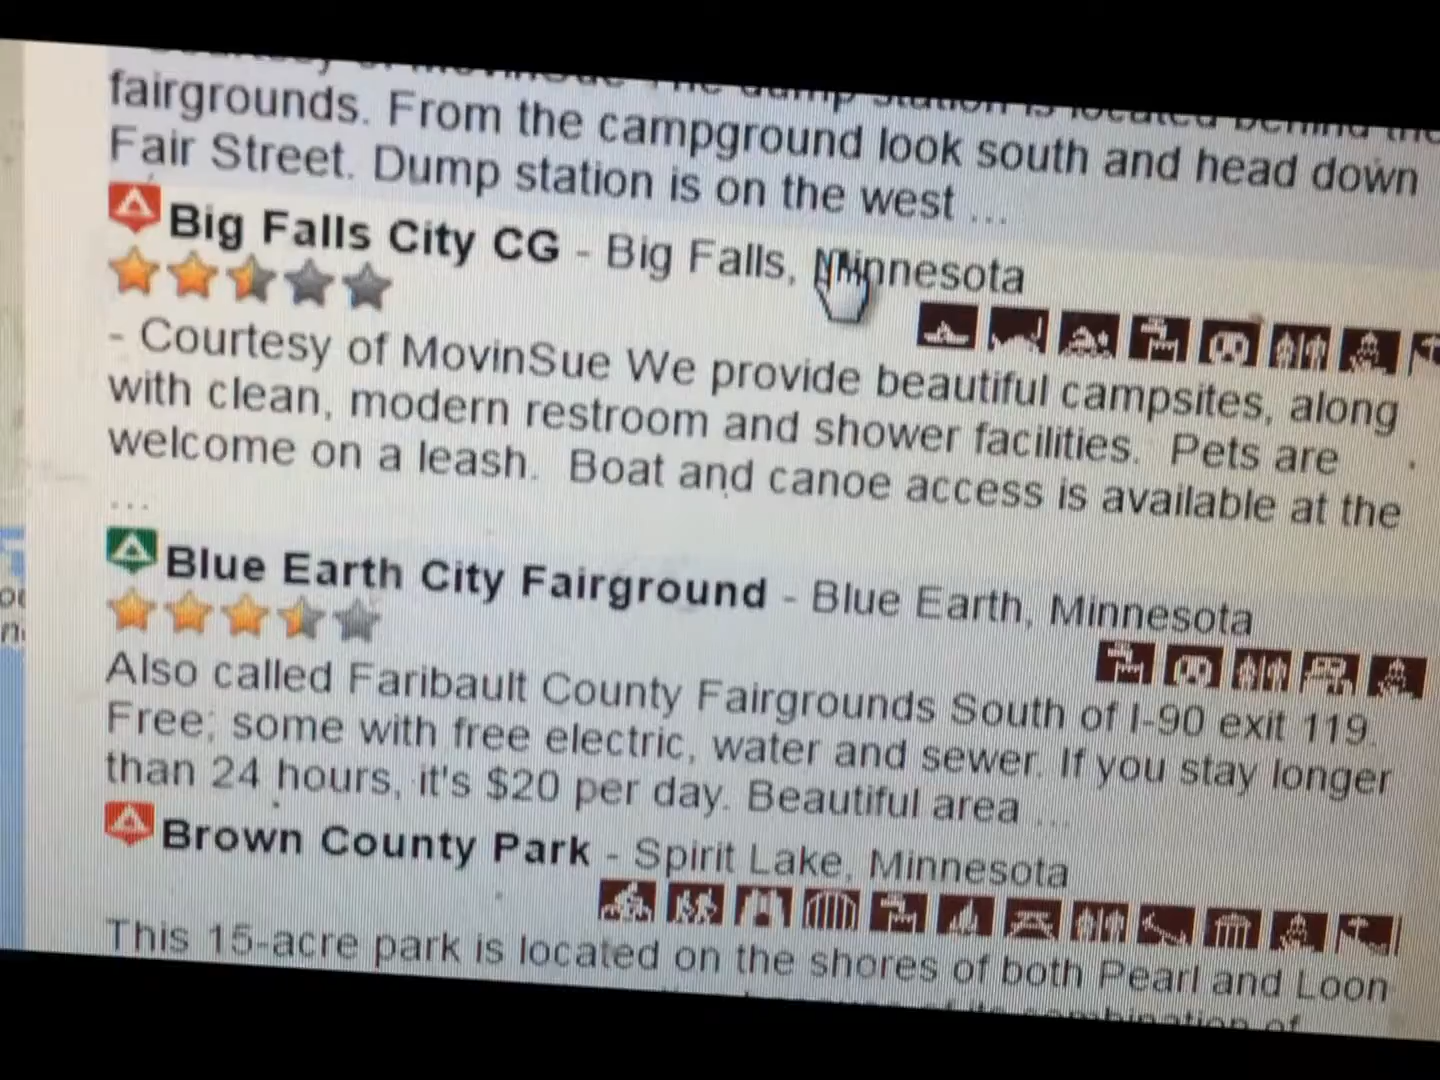 fairgrounds. From the campground look south and head down
Fair Street. Dump station is on the west ...
Big Falls City CG - Big Falls, Minnesota
- Courtesy of MovinSue We provide beautiful campsites, along
with clean, modern restroom and shower facilities. Pets are
welcome on a leash. Boat and canoe access is available at the
...
Blue Earth City Fairground - Blue Earth, Minnesota
Also called Faribault County Fairgrounds South of I-90 exit 119.
Free; some with free electric, water and sewer. If you stay longer
than 24 hours, it's $20 per day. Beautiful area ...
Brown County Park - Spirit Lake, Minnesota
This 15-acre park is located on the shores of both Pearl and Loon